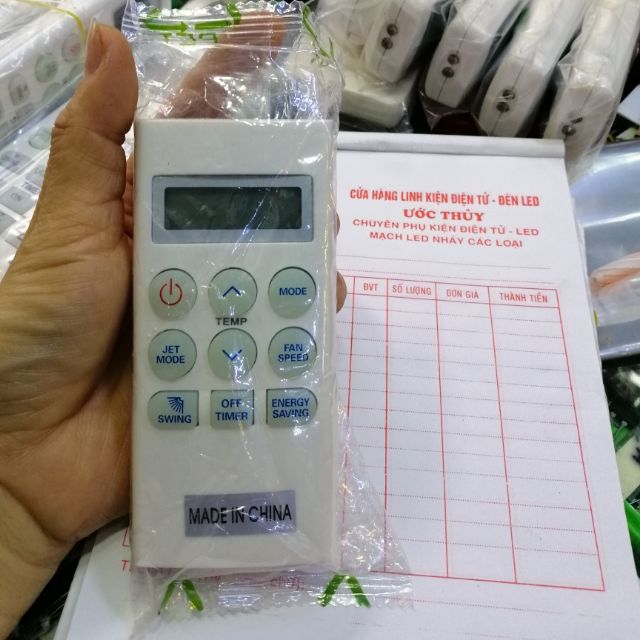 MODE
TEMP
JET
MODE
FAN
SPEED
SWING
OFF
TIMER
ENERGY
SAVING
MADE IN CHINA
CỬA HÀNG LINH KIỆN ĐIỆN TỬ - ĐÈN LED
ƯỚC THỦY
CHUYÊN PHỤ KIỆN ĐIỆN TỬ - LED
MẠCH LED NHÁY CÁC LOẠI
ĐVT SỐ LƯỢNG ĐƠN GIÁ THÀNH TIỀN